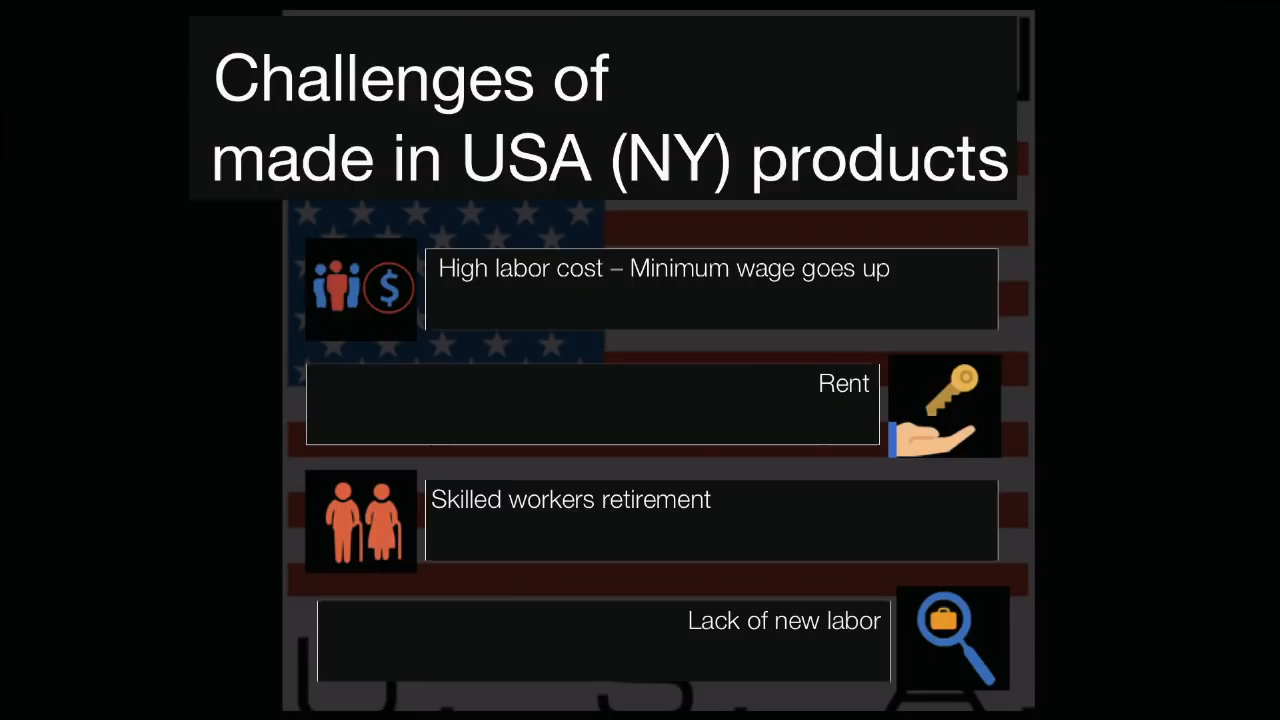 Challenges of
made in USA (NY) products
High labor cost – Minimum wage goes up
Rent
Skilled workers retirement
Lack of new labor
U. S. A